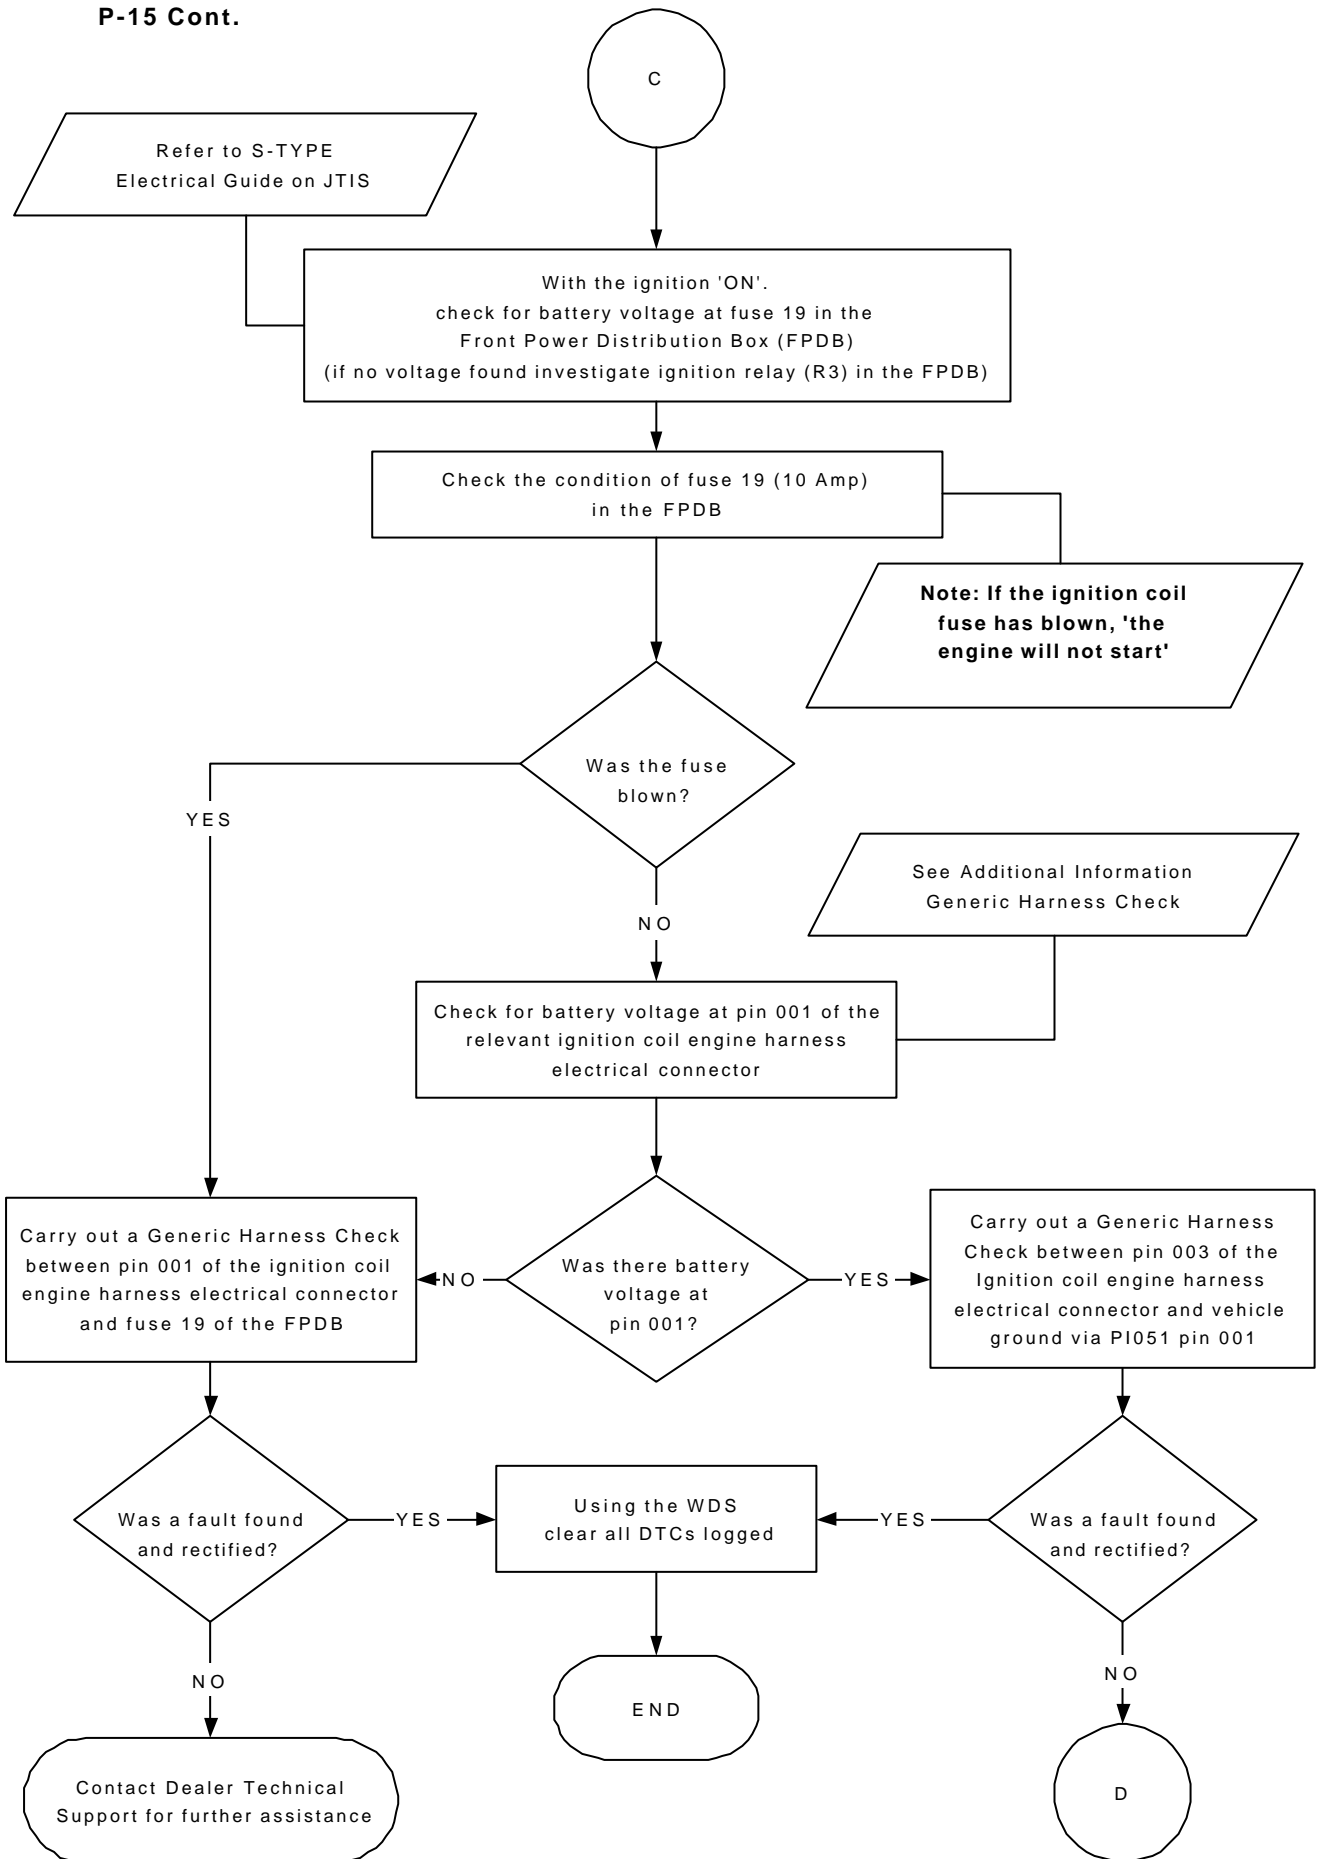 P-15 Cont.
C
Refer to S-TYPE
Electrical Guide on JTIS
With the ignition 'ON'.
check for battery voltage at fuse 19 in the
Front Power Distribution Box (FPDB)
(if no voltage found investigate ignition relay (R3) in the FPDB)
Check the condition of fuse 19 (10 Amp)
in the FPDB
Note: If the ignition coil
fuse has blown, 'the
engine will not start'
Was the fuse
blown?
YES
NO
See Additional Information
Generic Harness Check
Check for battery voltage at pin 001 of the
relevant ignition coil engine harness
electrical connector
Carry out a Generic Harness Check
between pin 001 of the ignition coil
engine harness electrical connector
and fuse 19 of the FPDB
NO
Was there battery
voltage at
pin 001?
YES
Carry out a Generic Harness
Check between pin 003 of the
Ignition coil engine harness
electrical connector and vehicle
ground via PI051 pin 001
Was a fault found
and rectified?
YES
Using the WDS
clear all DTCs logged
YES
Was a fault found
and rectified?
NO
NO
END
Contact Dealer Technical
Support for further assistance
D